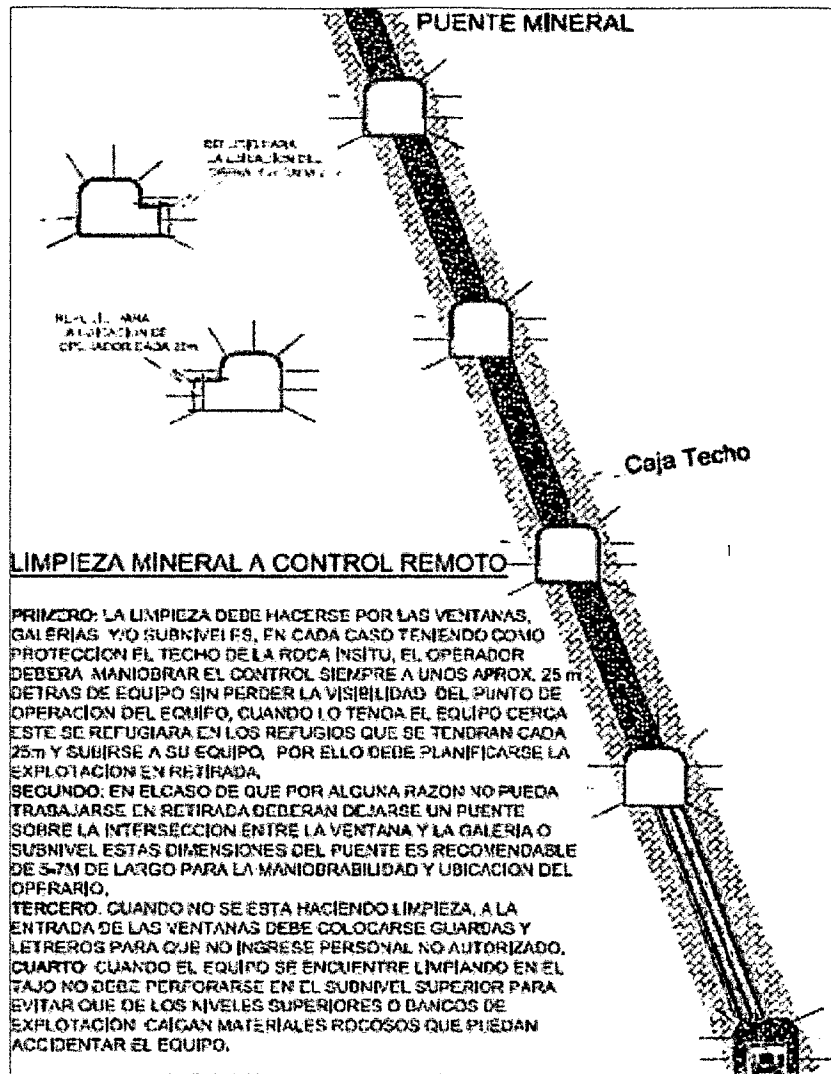 PUENTE MINERAL
PARA
Caja Techo
LIMPIEZA MINERAL A CONTROL REMOTO
PRIMERO: LA LIMPIEZA DEBE HACERSE POR LAS VENTANAS,
GALERIAS Y/O SUBNIVELES, EN CADA CASO TENIENDO COMO
PROTECCION EL TECHO DE LA ROCA INSITU, EL OPERADOR
DEBERA MANIOBRAR EL CONTROL SIEMPRE A UNOS APROX. 25 m
DETRAS DE EQUIPO SIN PERDER LA VISIBILIDAD DEL PUNTO DE
OPERACION DEL EQUIPO, CUANDO LO TENGA EL EQUIPO CERCA
ESTE SE REFUGIARA EN LOS REFUGIOS QUE SE TENDRAN CADA
25m Y SUBIRSE A SU EQUIPO, POR ELLO DEBE PLANIFICARSE LA
EXPLOTACION EN RETIRADA.
SEGUNDO: EN ELCASO DE QUE POR ALGUNA RAZON NO PUEDA
TRABAJARSE EN RETIRADA DEBERAN DEJARSE UN PUENTE
SOBRE LA INTERSECCION ENTRE LA VENTANA Y LA GALERIA O
SUBNIVEL ESTAS DIMENSIONES DEL PUENTE ES RECOMENDABLE
DE 5-7M DE LARGO PARA LA MANIOBRABILIDAD Y UBICACION DEL
OPERARIO.
TERCERO: CUANDO NO SE ESTA HACIENDO LIMPIEZA, A LA
ENTRADA DE LAS VENTANAS DEBE COLOCARSE GUARDAS Y
LETREROS PARA QUE NO INGRESE PERSONAL NO AUTORIZADO.
CUARTO: CUANDO EL EQUIPO SE ENCUENTRE LIMPIANDO EN EL
TAJO NO DEBE PERFORARSE EN EL SUBNIVEL SUPERIOR PARA
EVITAR QUE DE LOS NIVELES SUPERIORES O BANCOS DE
EXPLOTACION CAIGAN MATERIALES ROCOSOS QUE PUEDAN
ACCIDENTAR EL EQUIPO.